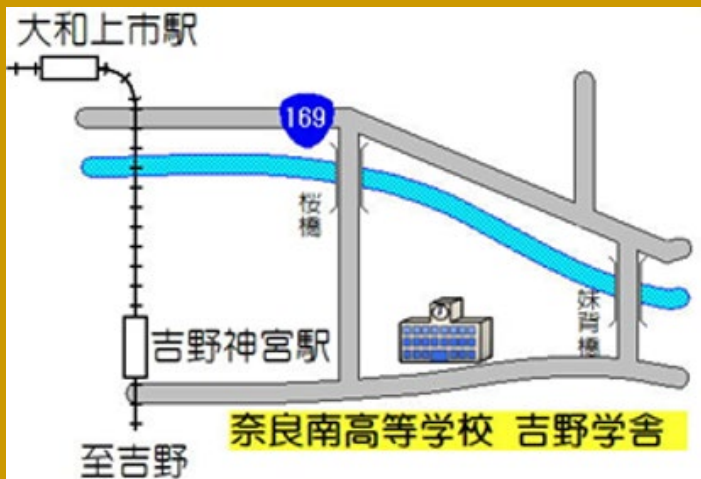 大和上市駅
169
桜橋
妹背橋
吉野神宮駅
奈良南高等学校 吉野学舎
至吉野